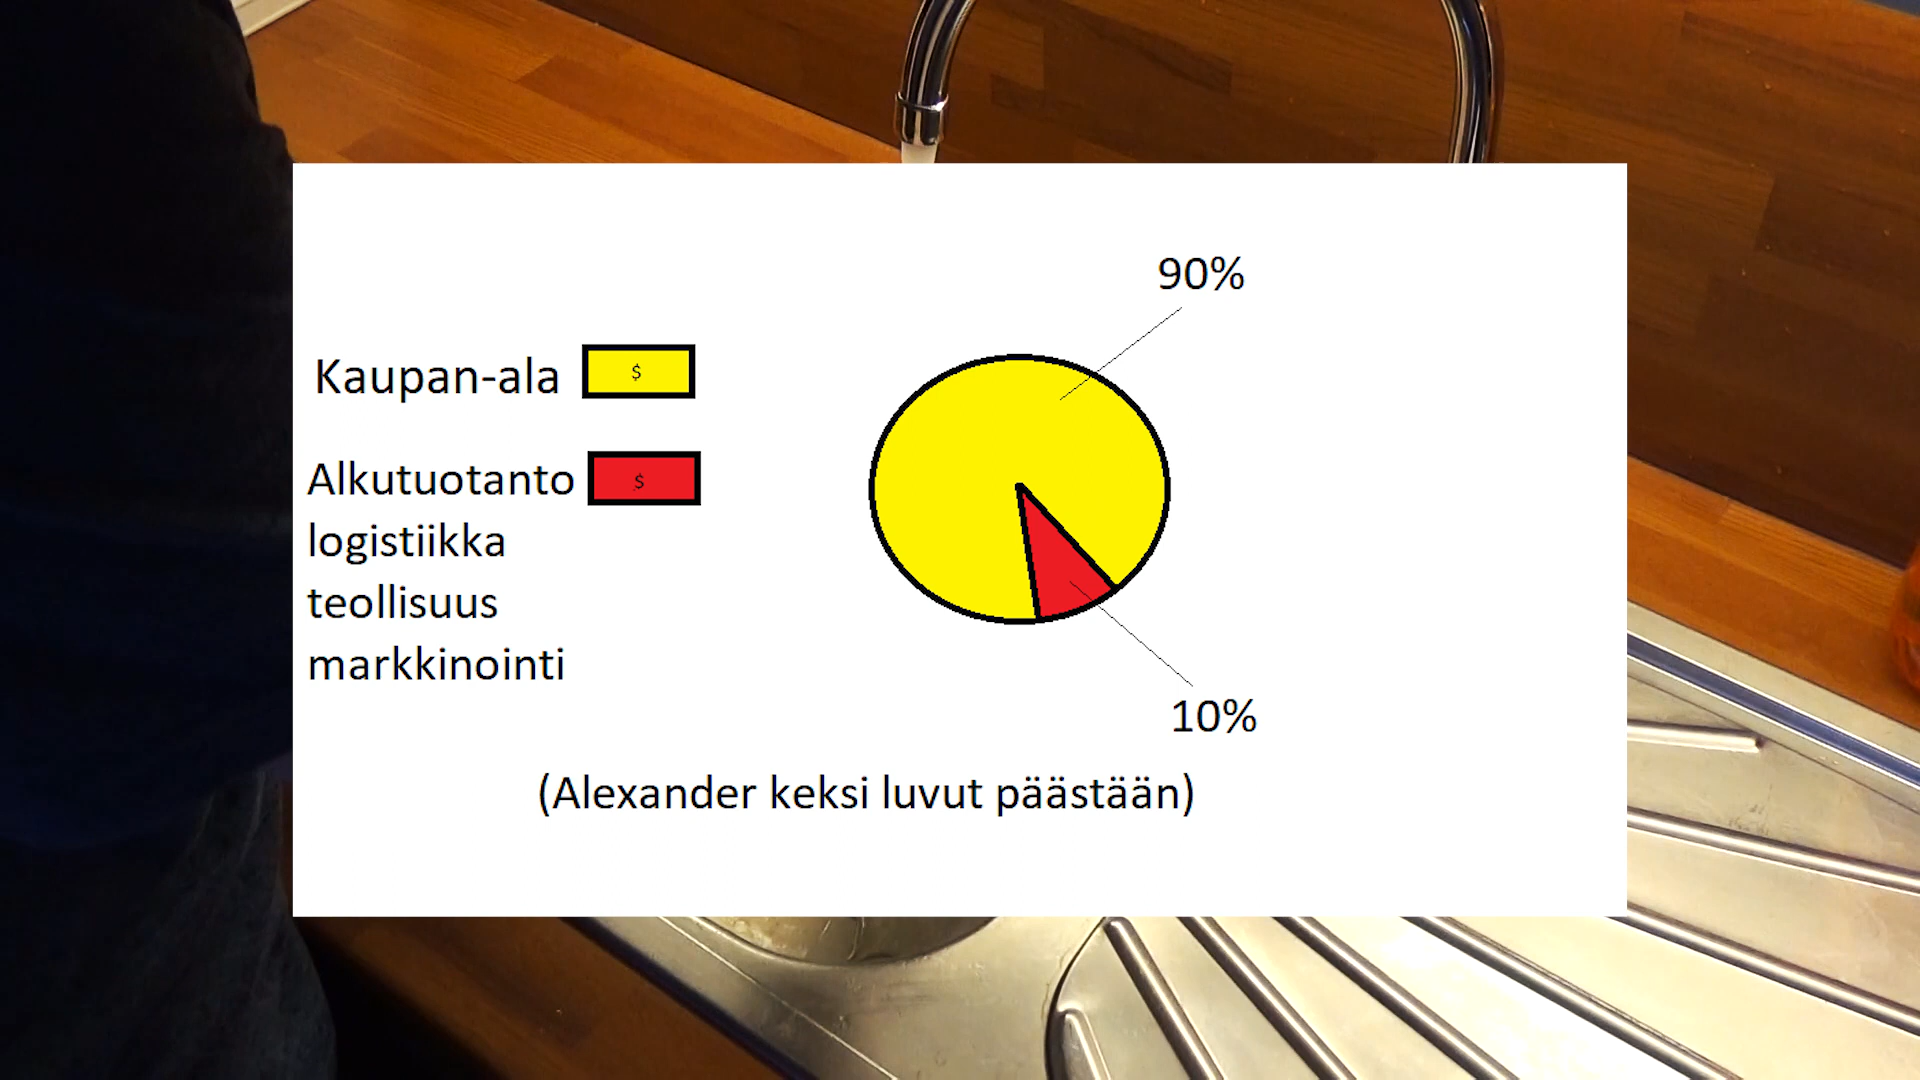 90%
Kaupan-ala $
Alkutuotanto $
logistiikka
teollisuus
markkinointi
10%
(Alexander keksi luvut päästään)